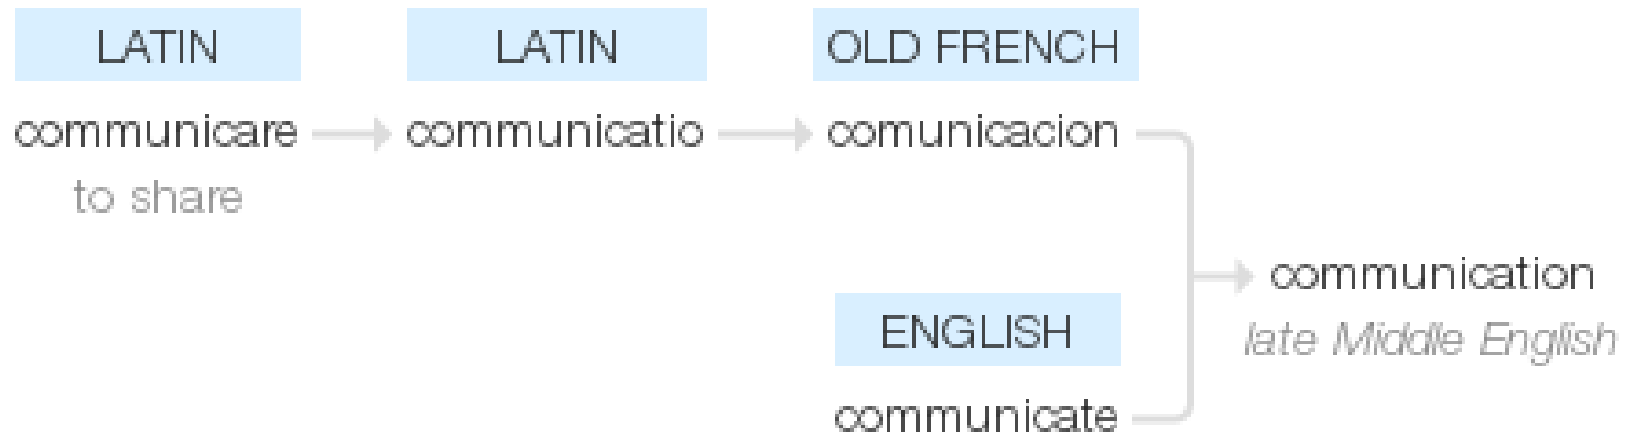 LATIN LATIN OLD FRENCH
communicare communicatio comunicacion
to share
communication
ENGLISH
late Middle English
communicate